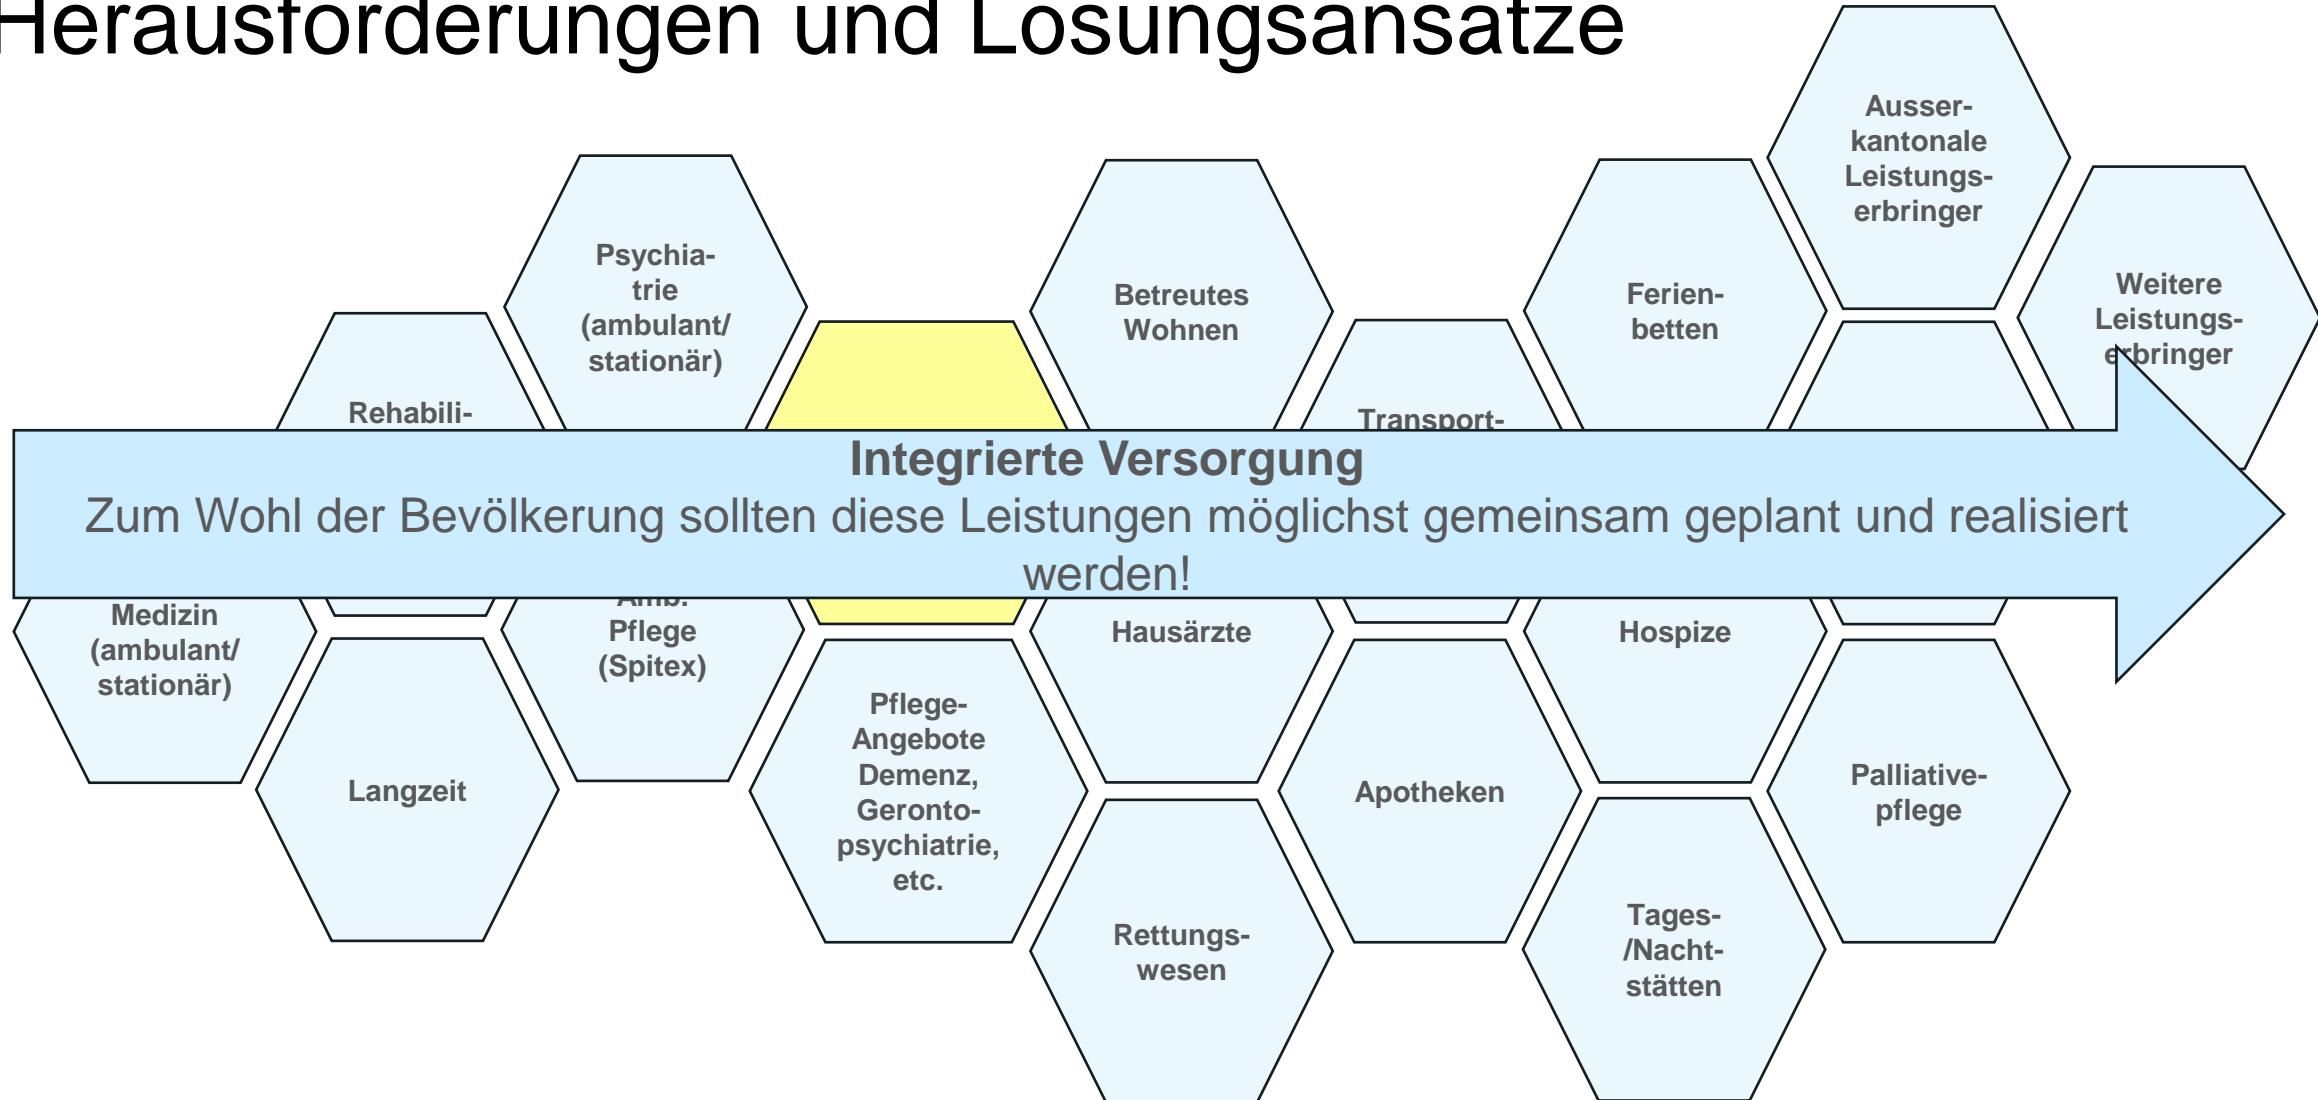 Herausforderungen und Lösungsansätze
Ausser-
kantonale
Leistungs-
erbringer
Psychia-
trie
(ambulant/
stationär)
Betreutes
Wohnen
Ferien-
betten
Weitere
Leistungs-
erbringer
Rehabili-
Transport-
Integrierte Versorgung
Zum Wohl der Bevölkerung sollten diese Leistungen möglichst gemeinsam geplant und realisiert
werden!
Medizin
(ambulant/
stationär)
Amb.
Pflege
(Spitex)
Hausärzte
Hospize
Langzeit
Pflege-
Angebote
Demenz,
Geronto-
psychiatrie,
etc.
Apotheken
Palliative-
pflege
Rettungs-
wesen
Tages-
/Nacht-
stätten